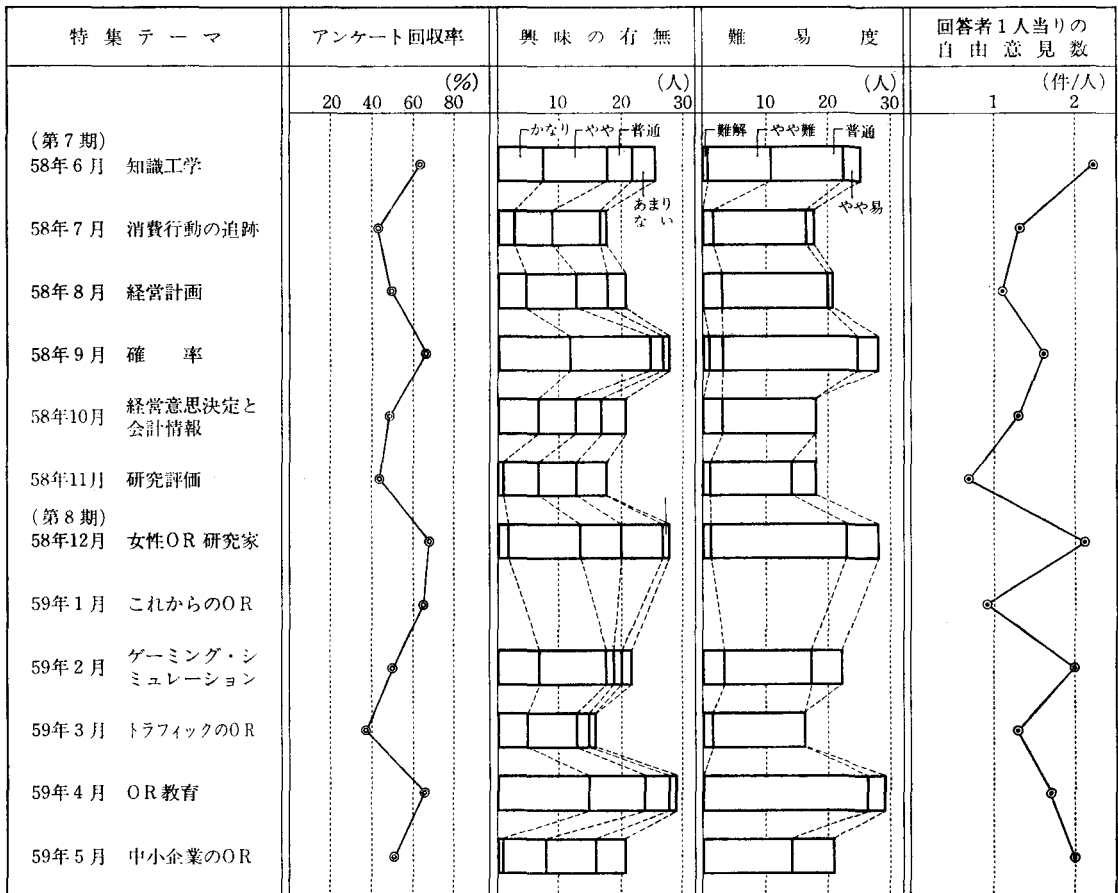 特集テーマ
アンケート回収率
興味の有無
難易度
回答者1人当りの
自由意見数
(%)
20 40 60 80
(人)
10 20 30
(人)
10 20 30
(件/人)
1 2
かなり やや 普通
あまり
ない
難解 やや難 普通
やや易
(第7期)
58年6月 知識工学
58年7月 消費行動の追跡
58年8月 経営計画
58年9月 確率
58年10月 経営意思決定と
会計情報
58年11月 研究評価
(第8期)
58年12月 女性OR研究家
59年1月 これからのOR
59年2月 ゲーミング・シ
ミュレーション
59年3月 トラフィックのOR
59年4月 OR教育
59年5月 中小企業のOR